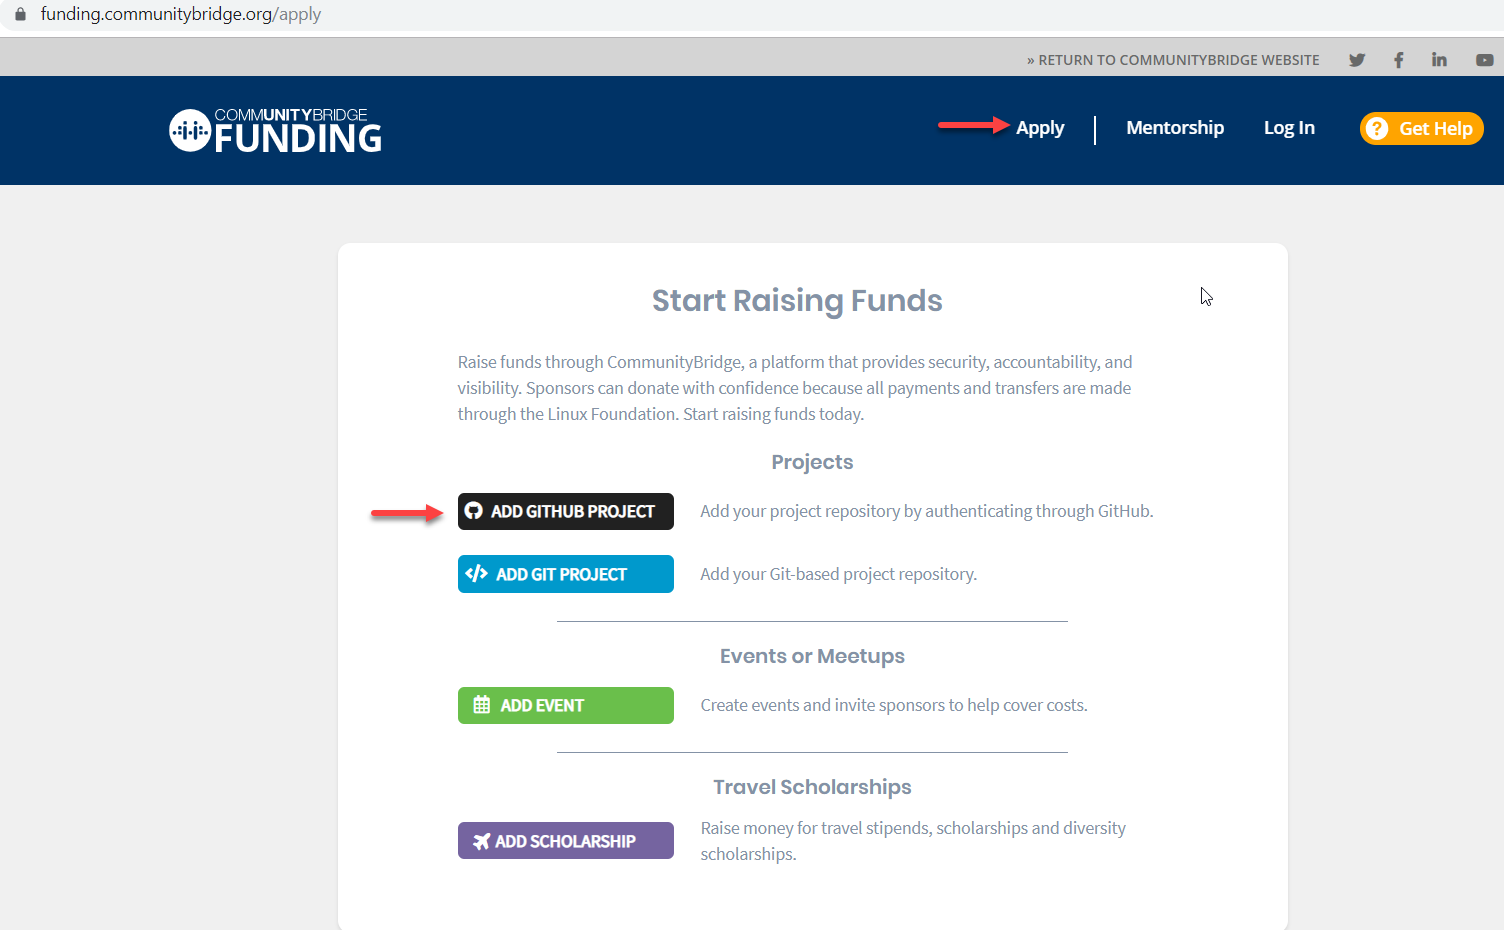 funding.communitybridge.org/apply
» RETURN TO COMMUNITYBRIDGE WEBSITE
COMMUNITYBRIDGE
FUNDING
Apply
Mentorship
Log In
? Get Help
Start Raising Funds
Raise funds through CommunityBridge, a platform that provides security, accountability, and
visibility. Sponsors can donate with confidence because all payments and transfers are made
through the Linux Foundation. Start raising funds today.
Projects
ADD GITHUB PROJECT
Add your project repository by authenticating through GitHub.
</> ADD GIT PROJECT
Add your Git-based project repository.
Events or Meetups
ADD EVENT
Create events and invite sponsors to help cover costs.
Travel Scholarships
ADD SCHOLARSHIP
Raise money for travel stipends, scholarships and diversity
scholarships.